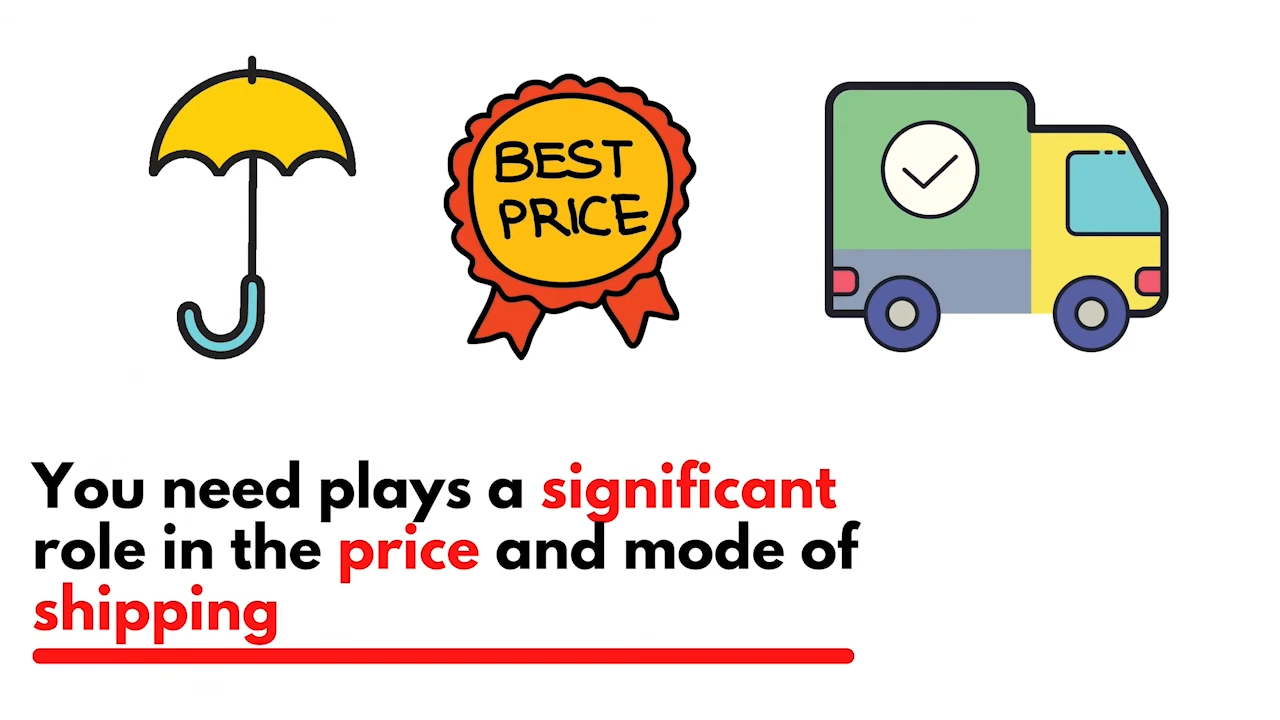 BEST
PRICE
You need plays a significant
role in the price and mode of
shipping